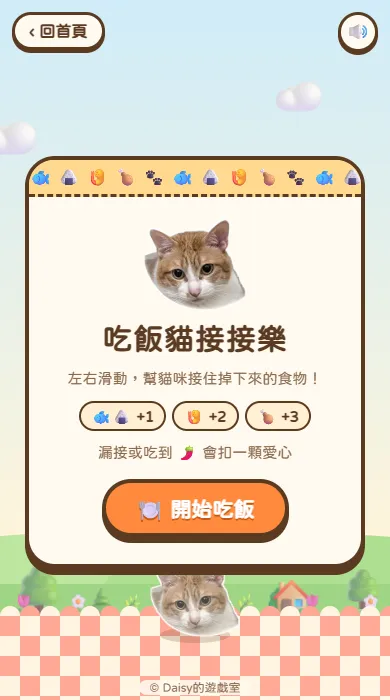 ‹ 回首頁
吃飯貓接接樂
左右滑動，幫貓咪接住掉下來的食物！
+1 +2 +3
漏接或吃到 🌶️ 會扣一顆愛心
開始吃飯
© Daisy的遊戲室